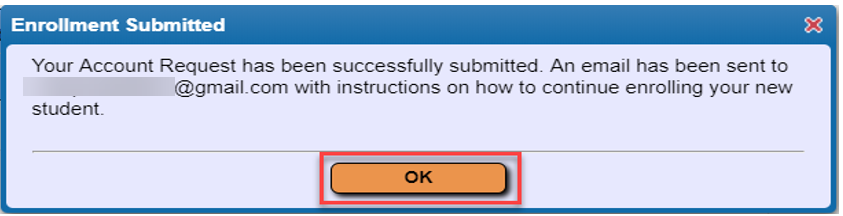 Enrollment Submitted
Your Account Request has been successfully submitted. An email has been sent to
@gmail.com with instructions on how to continue enrolling your new
student.
OK